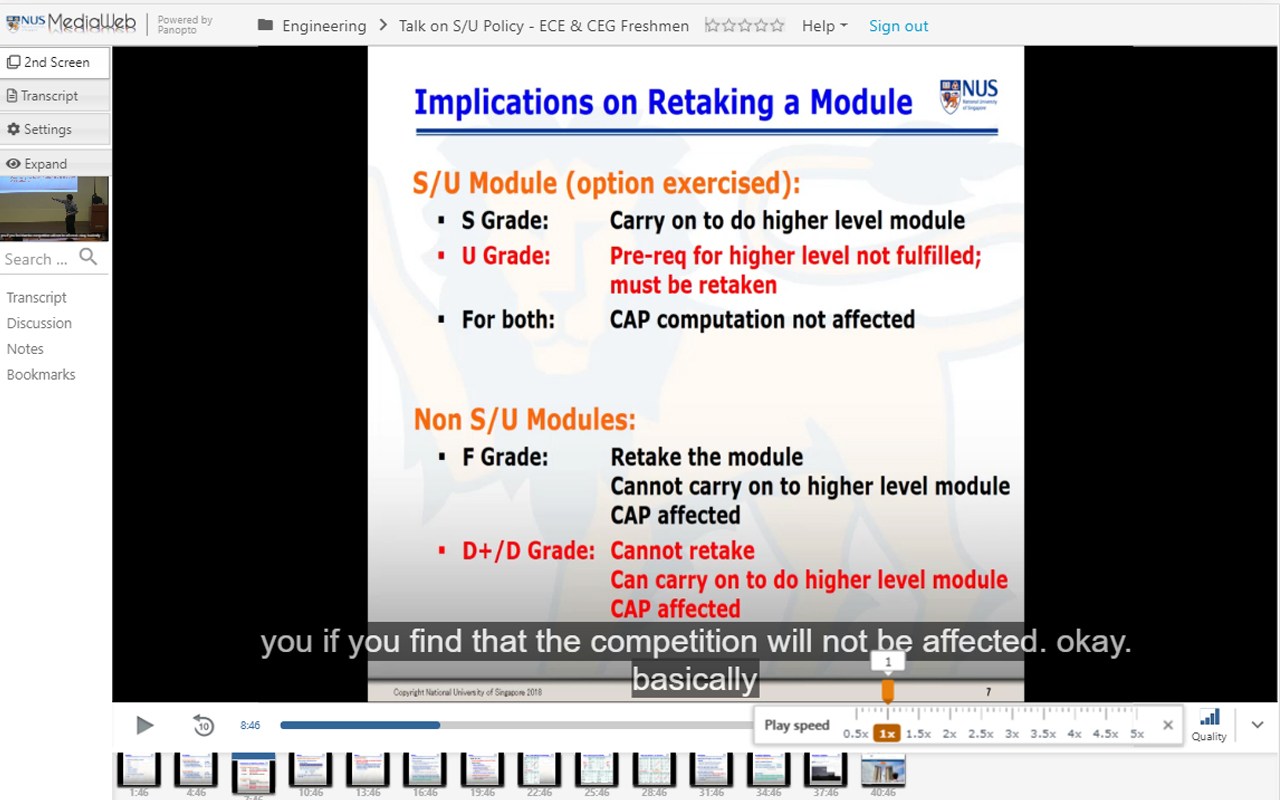 NUS MediaWeb
Powered by
Panopto
Engineering > Talk on S/U Policy - ECE & CEG Freshmen
Help
Sign out
2nd Screen
Transcript
Settings
Expand
Search ...
Transcript
Discussion
Notes
Bookmarks
Implications on Retaking a Module
NUS
National University
of Singapore
S/U Module (option exercised):
▪ S Grade: Carry on to do higher level module
▪ U Grade: Pre-req for higher level not fulfilled;
must be retaken
▪ For both: CAP computation not affected
Non S/U Modules:
▪ F Grade: Retake the module
Cannot carry on to higher level module
CAP affected
▪ D+/D Grade: Cannot retake
Can carry on to do higher level module
CAP affected
you if you find that the competition will not be affected. okay.
basically
Copyright National University of Singapore 2018
7
1
10
8:46
Play speed
0.5x 1x 1.5x 2x 2.5x 3x 3.5x 4x 4.5x 5x
×
Quality
1:46 4:46 7:46 10:46 13:46 16:46 19:46 22:46 25:46 28:46 31:46 34:46 37:46 40:46